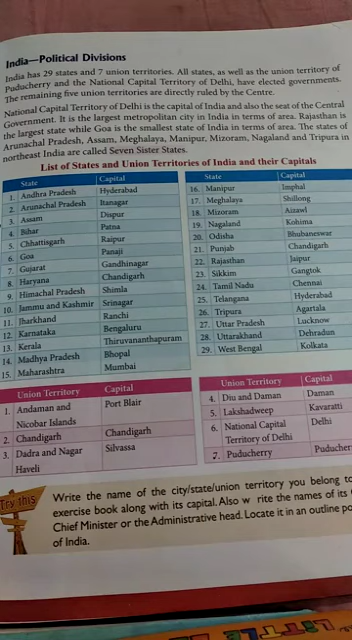 India—Political Divisions
India has 29 states and 7 union territories. All states, as well as the union territory of
Puducherry and the National Capital Territory of Delhi, have elected governments.
The remaining five union territories are directly ruled by the Centre.
National Capital Territory of Delhi is the capital of India and also the seat of the Central
Government. It is the largest metropolitan city in India in terms of area. Rajasthan is
the largest state while Goa is the smallest state of India in terms of area. The states of
Arunachal Pradesh, Assam, Meghalaya, Manipur, Mizoram, Nagaland and Tripura in
northeast India are called Seven Sister States.
List of States and Union Territories of India and their Capitals
State Capital
1. Andhra Pradesh Hyderabad
2. Arunachal Pradesh Itanagar
3. Assam Dispur
4. Bihar Patna
5. Chhattisgarh Raipur
6. Goa Panaji
7. Gujarat Gandhinagar
8. Haryana Chandigarh
9. Himachal Pradesh Shimla
10. Jammu and Kashmir Srinagar
11. Jharkhand Ranchi
12. Karnataka Bengaluru
13. Kerala Thiruvananthapuram
14. Madhya Pradesh Bhopal
15. Maharashtra Mumbai
State Capital
16. Manipur Imphal
17. Meghalaya Shillong
18. Mizoram Aizawl
19. Nagaland Kohima
20. Odisha Bhubaneswar
21. Punjab Chandigarh
22. Rajasthan Jaipur
23. Sikkim Gangtok
24. Tamil Nadu Chennai
25. Telangana Hyderabad
26. Tripura Agartala
27. Uttar Pradesh Lucknow
28. Uttarakhand Dehradun
29. West Bengal Kolkata
Union Territory Capital
1. Andaman and Port Blair
Nicobar Islands
2. Chandigarh Chandigarh
3. Dadra and Nagar Silvassa
Haveli
Union Territory Capital
4. Diu and Daman Daman
5. Lakshadweep Kavaratti
6. National Capital Delhi
Territory of Delhi
7. Puducherry Puducher
Try this
Write the name of the city/state/union territory you belong to
exercise book along with its capital. Also w rite the names of its
Chief Minister or the Administrative head. Locate it in an outline po
of India.